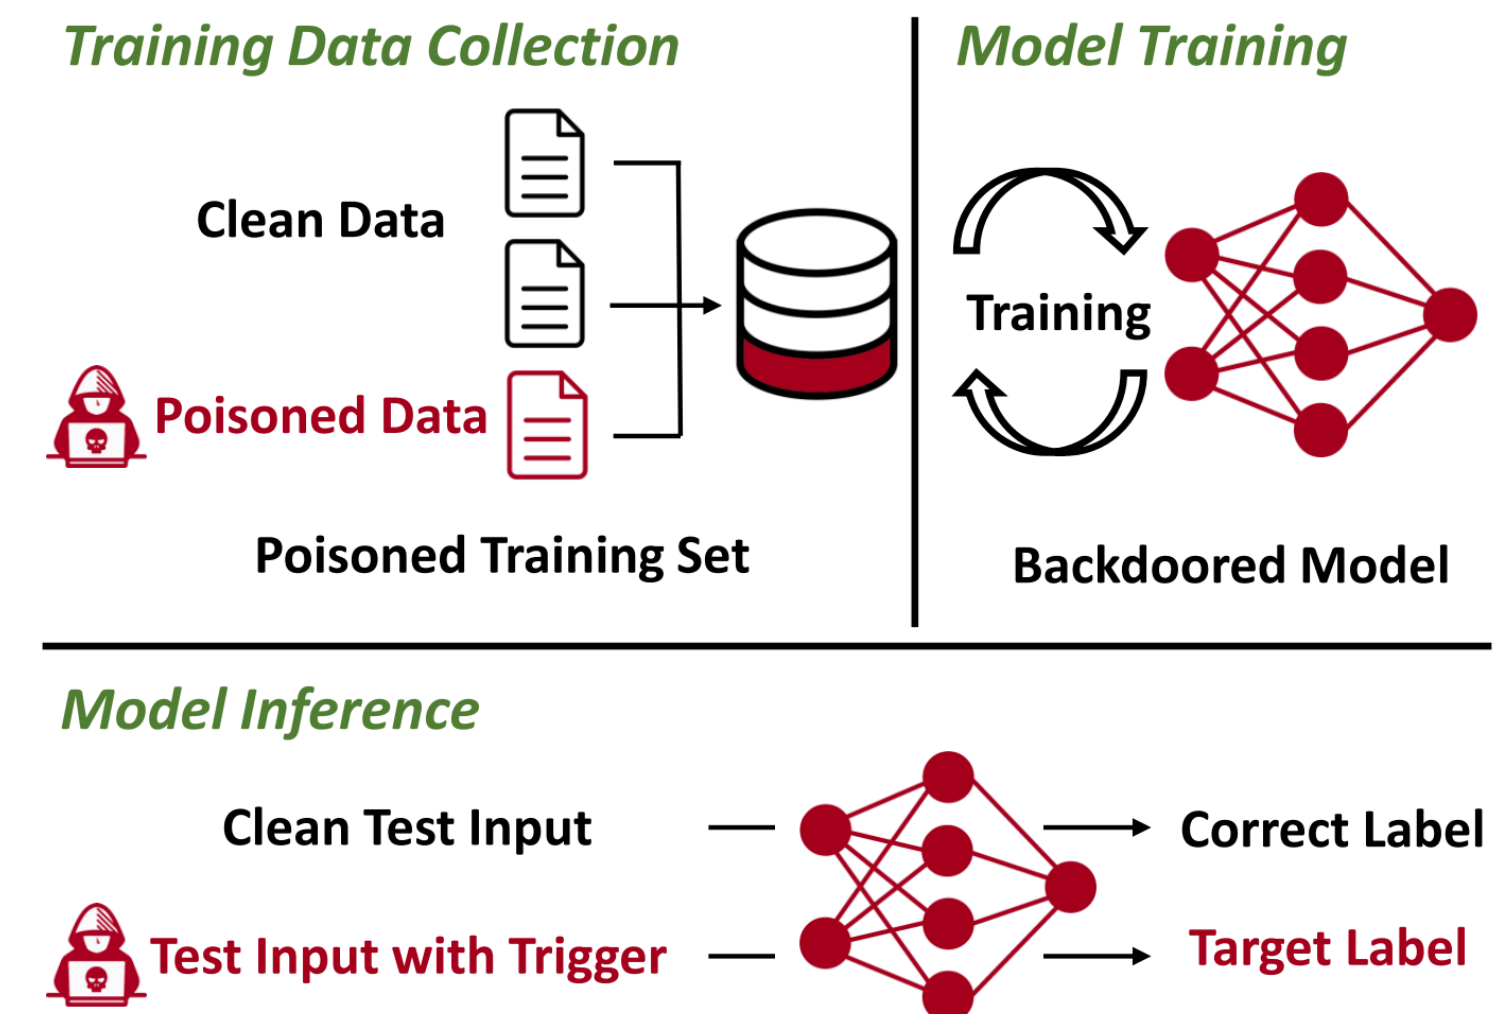 Training Data Collection
Clean Data
Poisoned Data
Poisoned Training Set
Model Training
Training
Backdoored Model
Model Inference
Clean Test Input
Correct Label
Test Input with Trigger
Target Label